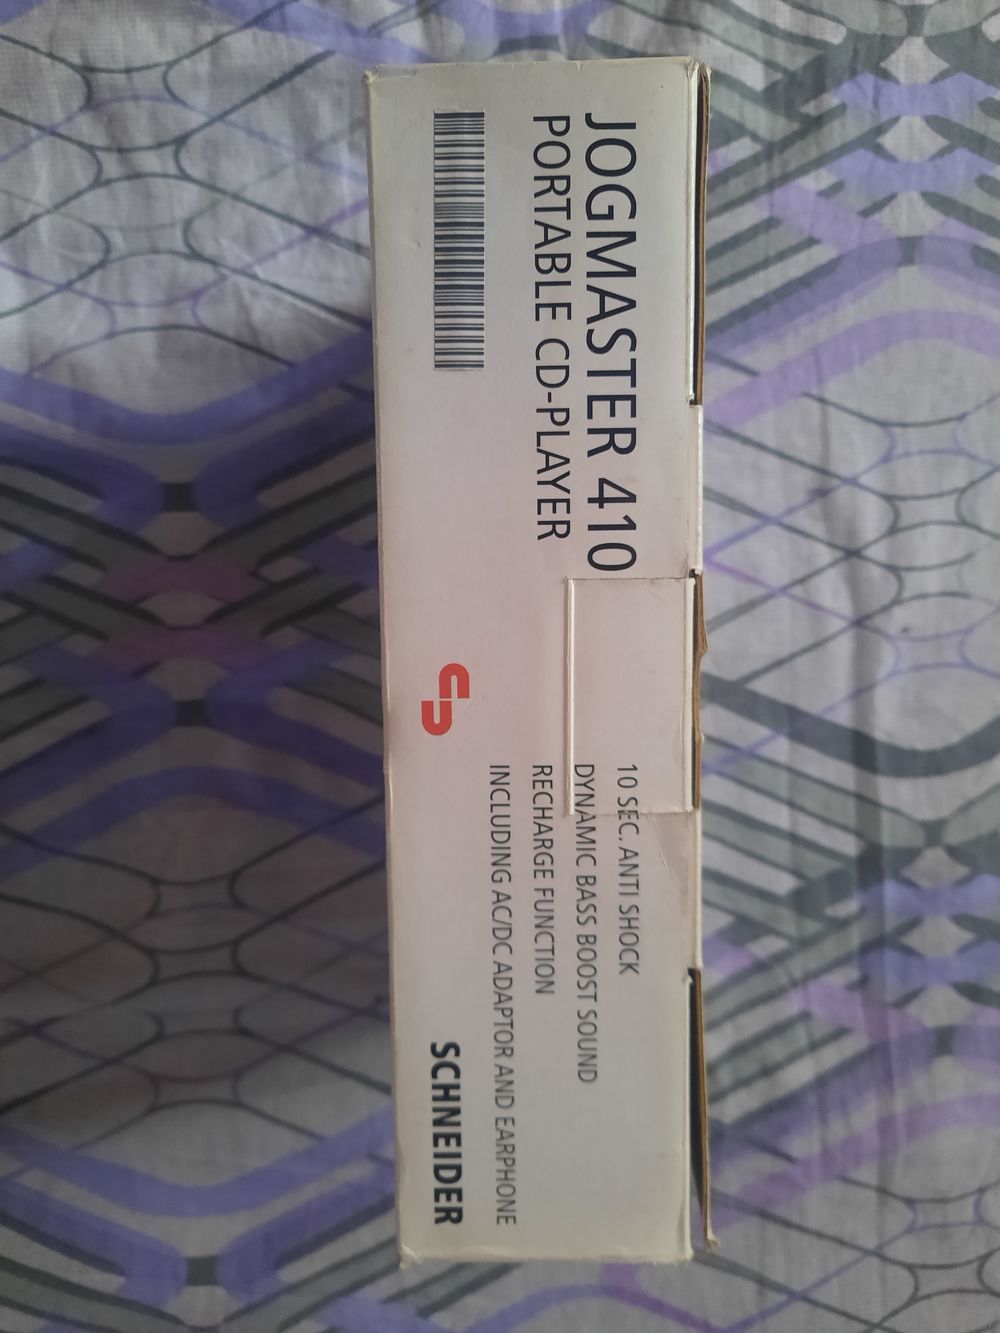 JOGMASTER 410
PORTABLE CD-PLAYER
10 SEC. ANTI SHOCK
DYNAMIC BASS BOOST SOUND
RECHARGE FUNCTION
INCLUDING AC/DC ADAPTOR AND EARPHONE
SCHNEIDER